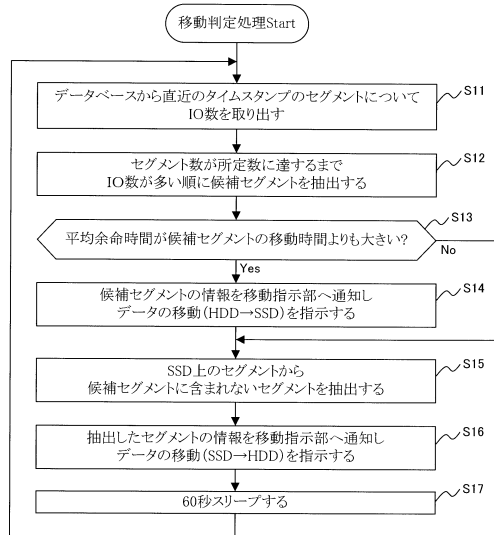 移動判定処理Start
データベースから直近のタイムスタンプのセグメントについて
IO数を取り出す
S11
セグメント数が所定数に達するまで
IO数が多い順に候補セグメントを抽出する
S12
平均余命時間が候補セグメントの移動時間よりも大きい?
S13
No
Yes
候補セグメントの情報を移動指示部へ通知し
データの移動(HDD→SSD)を指示する
S14
SSD上のセグメントから
候補セグメントに含まれないセグメントを抽出する
S15
抽出したセグメントの情報を移動指示部へ通知し
データの移動(SSD→HDD)を指示する
S16
60秒スリープする
S17